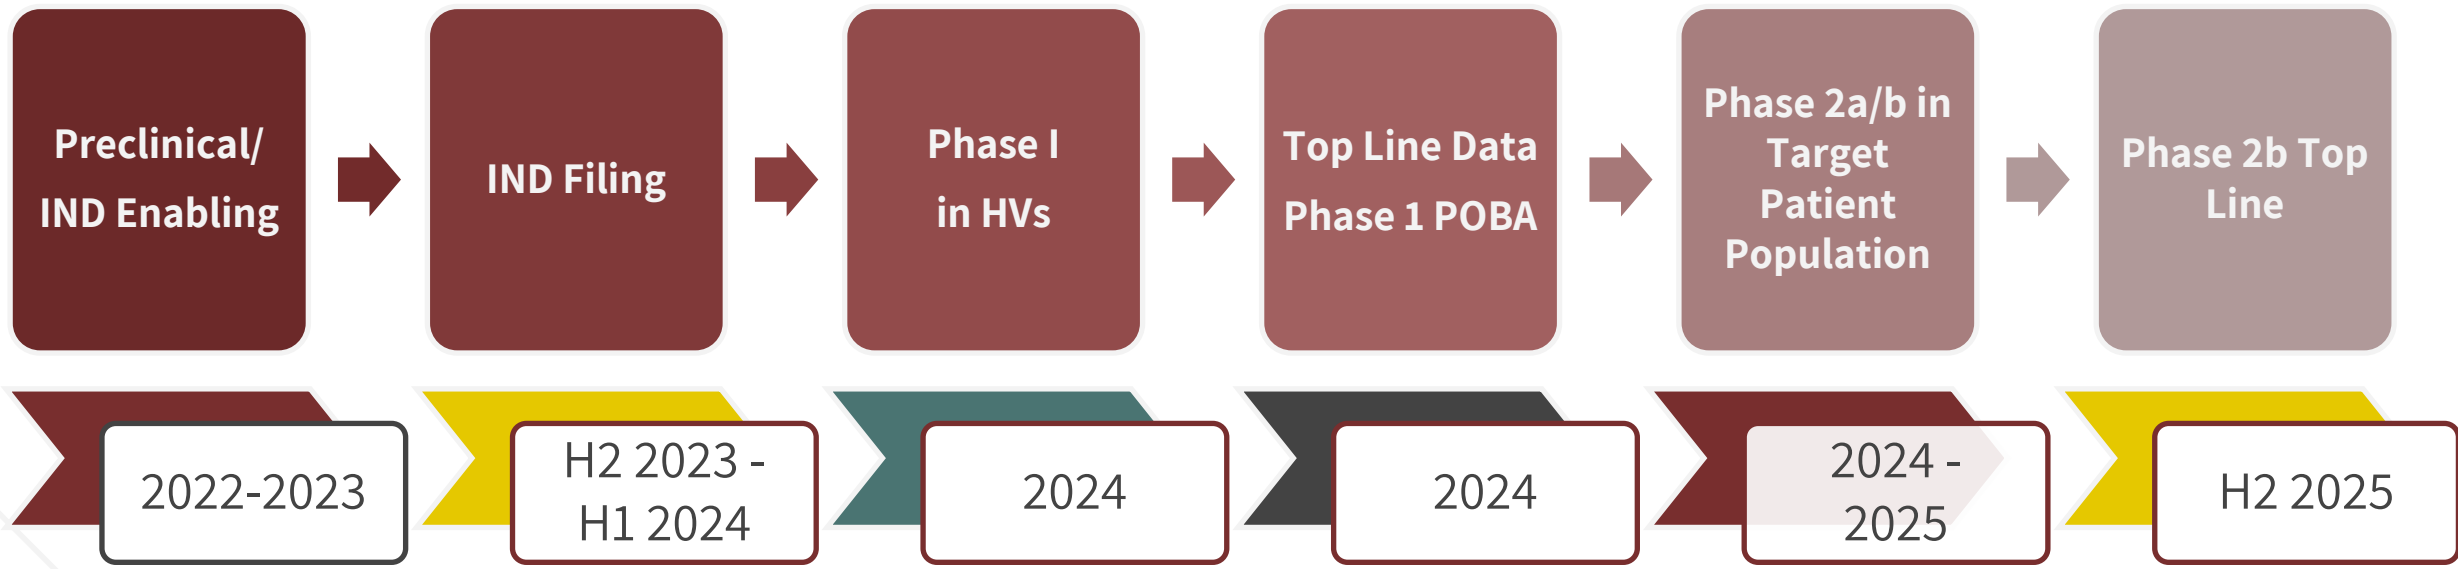 Preclinical/
IND Enabling
IND Filing
Phase I
in HVs
Top Line Data
Phase 1 POBA
Phase 2a/b in
Target
Patient
Population
Phase 2b Top
Line
2022-2023
H2 2023 -
H1 2024
2024
2024
2024 -
2025
H2 2025